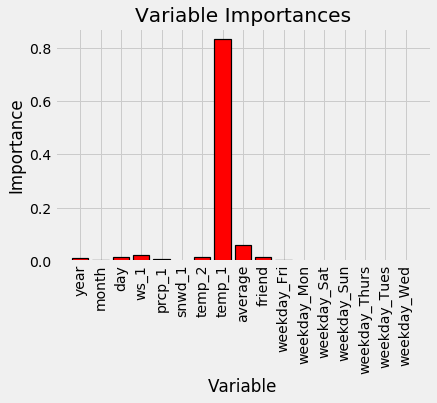 Variable Importances
Importance
0.8
0.6
0.4
0.2
0.0
year
month
day
ws_1
prcp_1
snwd_1
temp_2
temp_1
average
friend
weekday_Fri
weekday_Mon
weekday_Sat
weekday_Sun
weekday_Thurs
weekday_Tues
weekday_Wed
Variable